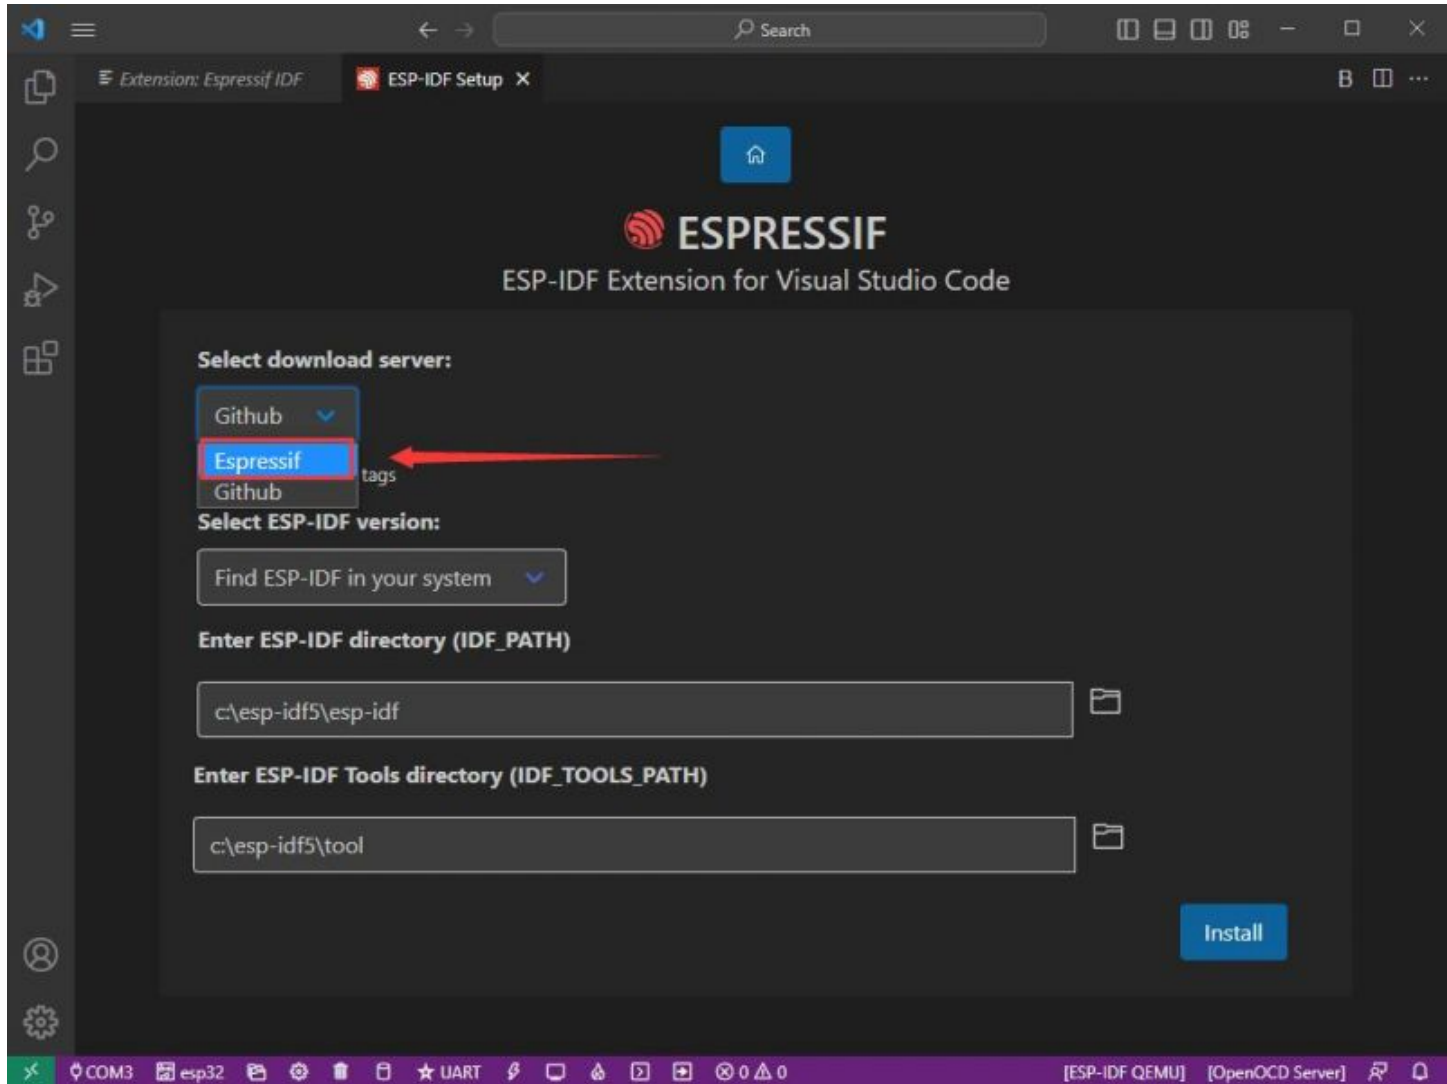 Search
Extension: Espressif IDF
ESP-IDF Setup
ESPRESSIF
ESP-IDF Extension for Visual Studio Code
Select download server:
Github
Espressif
tags
Github
Select ESP-IDF version:
Find ESP-IDF in your system
Enter ESP-IDF directory (IDF_PATH)
c:\esp-idf5\esp-idf
Enter ESP-IDF Tools directory (IDF_TOOLS_PATH)
c:\esp-idf5\tool
Install
COM3 esp32 UART 0 0 [ESP-IDF QEMU] [OpenOCD Server]